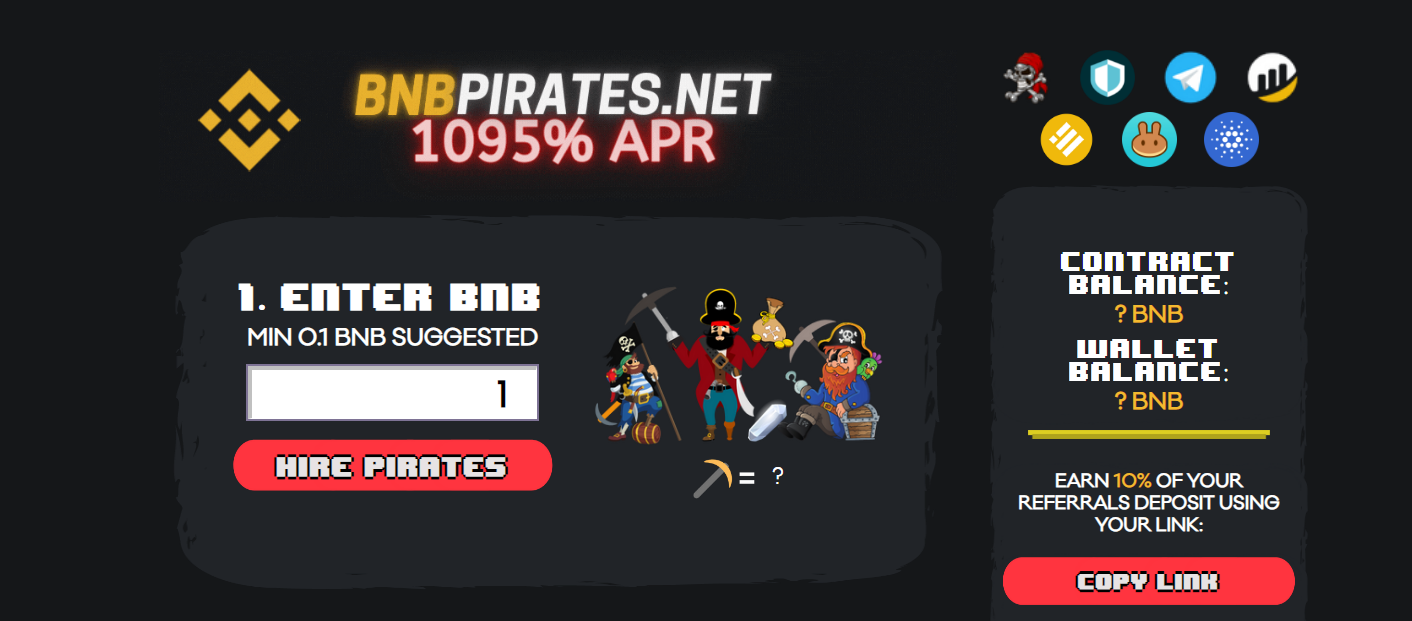 BNBPIRATES.NET
1095% APR
1. ENTER BNB
MIN 0.1 BNB SUGGESTED
1
HIRE PIRATES
= ?
CONTRACT
BALANCE:
? BNB
WALLET
BALANCE:
? BNB
EARN 10% OF YOUR
REFERRALS DEPOSIT USING
YOUR LINK:
COPY LINK